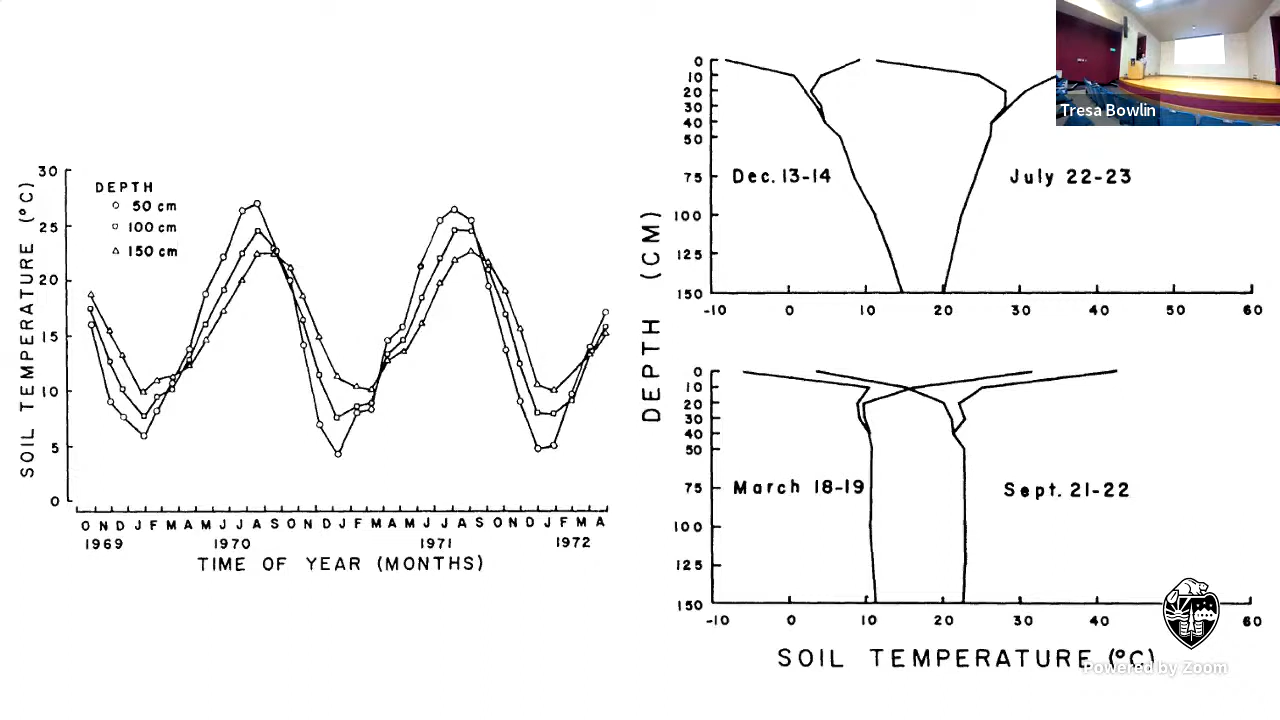 Tresa Bowlin
SOIL TEMPERATURE (°C)
30
25
20
15
10
5
0
DEPTH
50 cm
100 cm
150 cm
O N D J F M A M J J A S O N D J F M A M J J A S O N D J F M A
1969 1970 1971 1972
TIME OF YEAR (MONTHS)
DEPTH (CM)
0
10
20
30
40
50
75
100
125
150
Dec. 13-14 July 22-23
-10 0 10 20 30 40 50 60
0
10
20
30
40
50
75
100
125
150
March 18-19 Sept. 21-22
-10 0 10 20 30 40 60
SOIL TEMPERATURE (°C)
Powered by Zoom